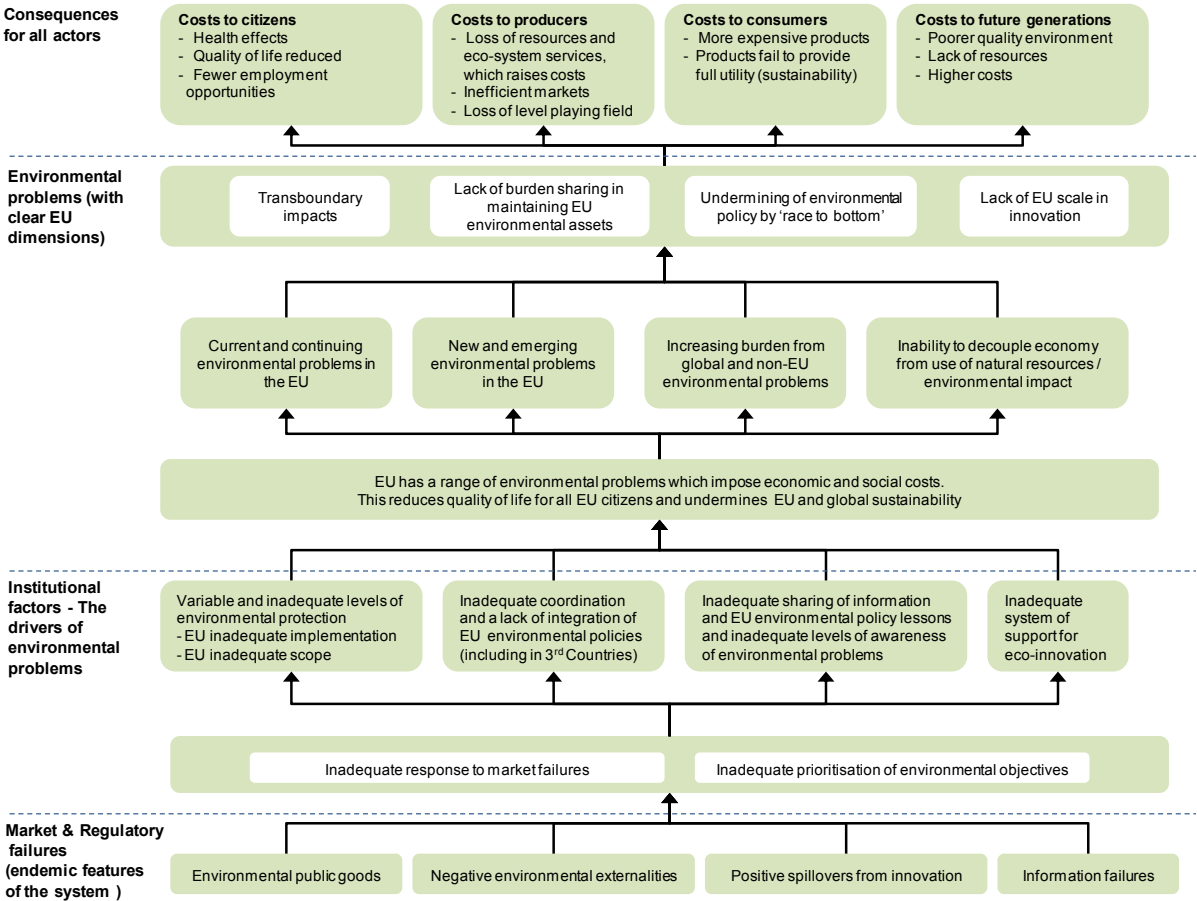 Consequences
for all actors
Costs to citizens
- Health effects
- Quality of life reduced
- Fewer employment
opportunities
Costs to producers
- Loss of resources and
eco-system services,
which raises costs
- Inefficient markets
- Loss of level playing field
Costs to consumers
- More expensive products
- Products fail to provide
full utility (sustainability)
Costs to future generations
- Poorer quality environment
- Lack of resources
- Higher costs
Environmental
problems (with
clear EU
dimensions)
Transboundary
impacts
Lack of burden sharing in
maintaining EU
environmental assets
Undermining of environmental
policy by ‘race to bottom’
Lack of EU scale in
innovation
Current and continuing
environmental problems in
the EU
New and emerging
environmental problems
in the EU
Increasing burden from
global and non-EU
environmental problems
Inability to decouple economy
from use of natural resources /
environmental impact
EU has a range of environmental problems which impose economic and social costs.
This reduces quality of life for all EU citizens and undermines EU and global sustainability
Institutional
factors - The
drivers of
environmental
problems
Variable and inadequate levels of
environmental protection
- EU inadequate implementation
- EU inadequate scope
Inadequate coordination
and a lack of integration of
EU environmental policies
(including in 3rd Countries)
Inadequate sharing of information
and EU environmental policy lessons
and inadequate levels of awareness
of environmental problems
Inadequate
system of
support for
eco-innovation
Inadequate response to market failures
Inadequate prioritisation of environmental objectives
Market & Regulatory
failures
(endemic features
of the system )
Environmental public goods
Negative environmental externalities
Positive spillovers from innovation
Information failures